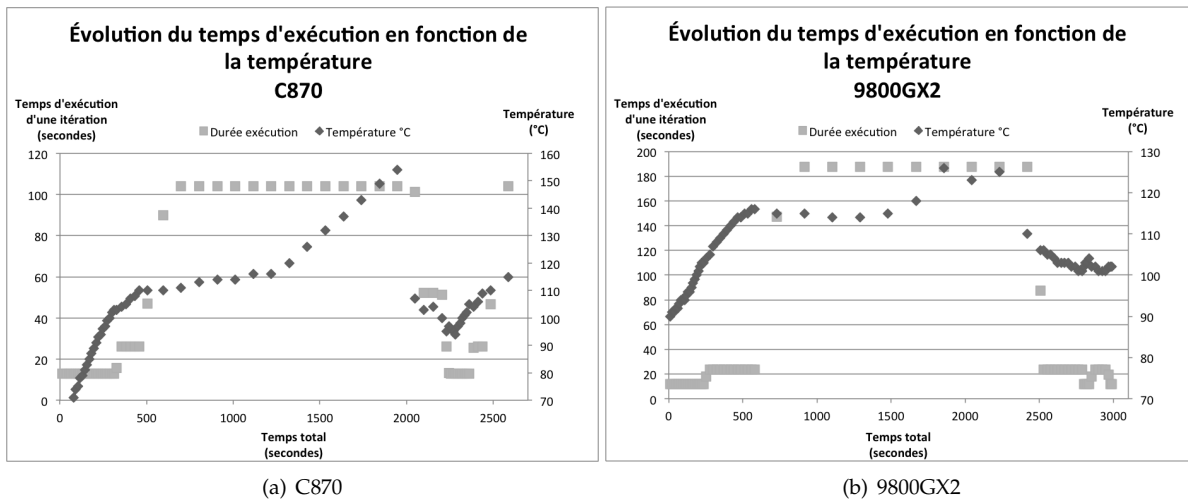 Évolution du temps d'exécution en fonction de
la température
C870
Temps d'exécution
d'une itération
(secondes)
Température
(°C)
Durée exécution
Température °C
120
100
80
60
40
20
0
160
150
140
130
120
110
100
90
80
70
0
500
1000
1500
2000
2500
Temps total
(secondes)
(a) C870
Évolution du temps d'exécution en fonction de
la température
9800GX2
Temps d'exécution
d'une itération
(secondes)
Température
(°C)
Durée exécution
Température °C
200
180
160
140
120
100
80
60
40
20
0
130
120
110
100
90
80
70
0
500
1000
1500
2000
2500
3000
Temps total
(secondes)
(b) 9800GX2